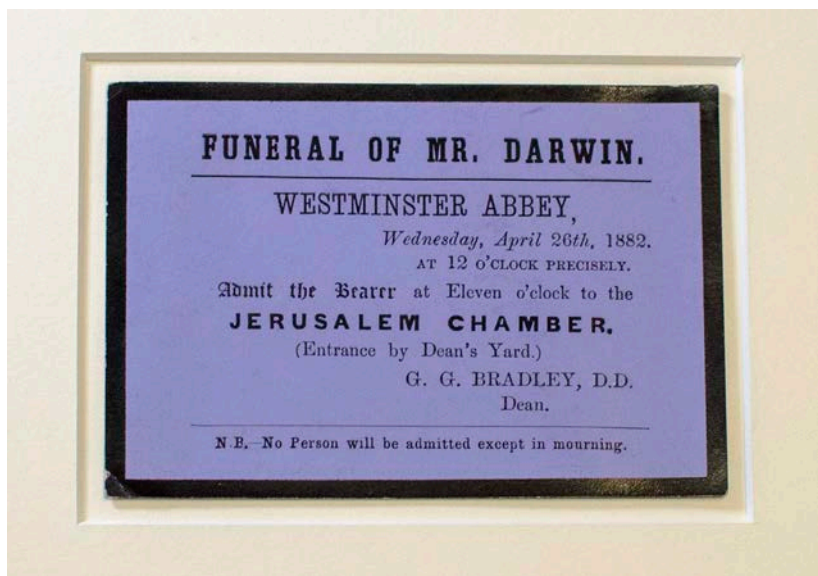 FUNERAL OF MR. DARWIN.
WESTMINSTER ABBEY,
Wednesday, April 26th, 1882.
AT 12 O'CLOCK PRECISELY.
Admit the Bearer at Eleven o'clock to the
JERUSALEM CHAMBER.
(Entrance by Dean's Yard.)
G. G. BRADLEY, D.D.
Dean.
N.B.—No Person will be admitted except in mourning.